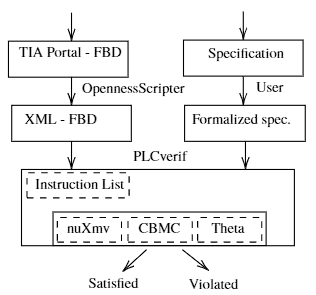 TIA Portal - FBD
Specification
OpennessScripter
User
XML - FBD
Formalized spec.
PLCverif
Instruction List
nuXmv
CBMC
Theta
Satisfied
Violated